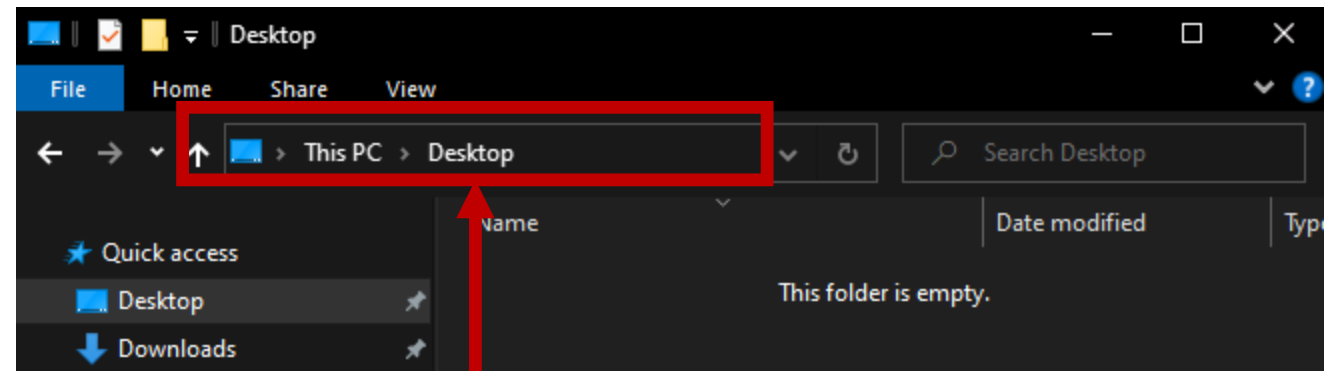 Desktop
File Home Share View
This PC > Desktop Search Desktop
Name Date modified
Quick access
Desktop This folder is empty.
Downloads